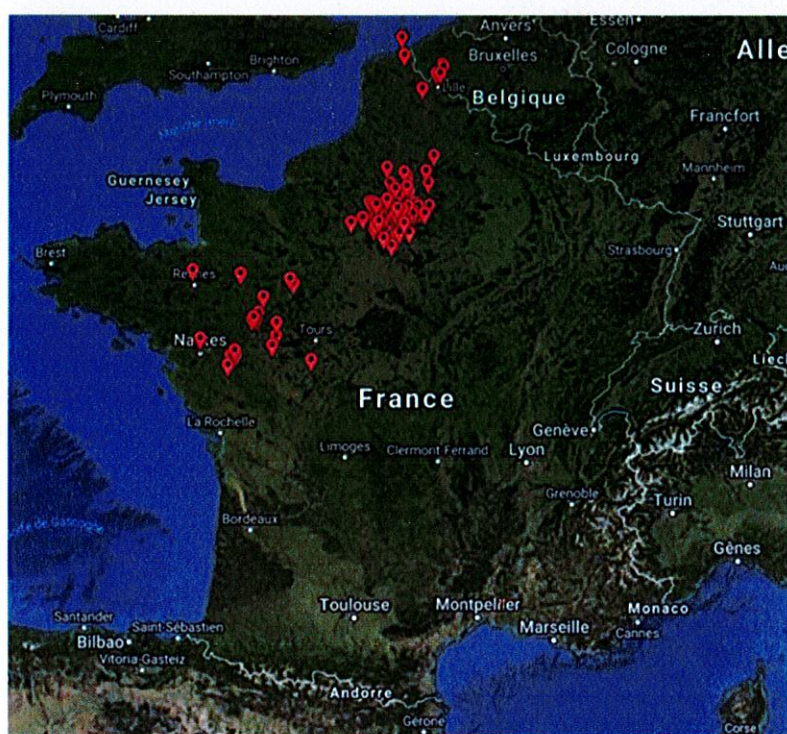 Cardiff
Essen
Anvers
Brighton
Bruxelles
Cologne
Alle
Southampton
Plymouth
Lille
Belgique
Francfort
Luxembourg
Mannheim
Guernesey
Jersey
Stuttgart
Brest
Strasbourg
Rennes
Nantes
Tours
Zurich
Liech
France
Suisse
La Rochelle
Genève
Limoges
Clermont-Ferrand
Lyon
Milan
Grenoble
Turin
Bordeaux
Gênes
Toulouse
Montpellier
Monaco
Santander
Saint-Sébastien
Marseille
Cannes
Bilbao
Vitoria-Gasteiz
Andorre
Gérone
Corse